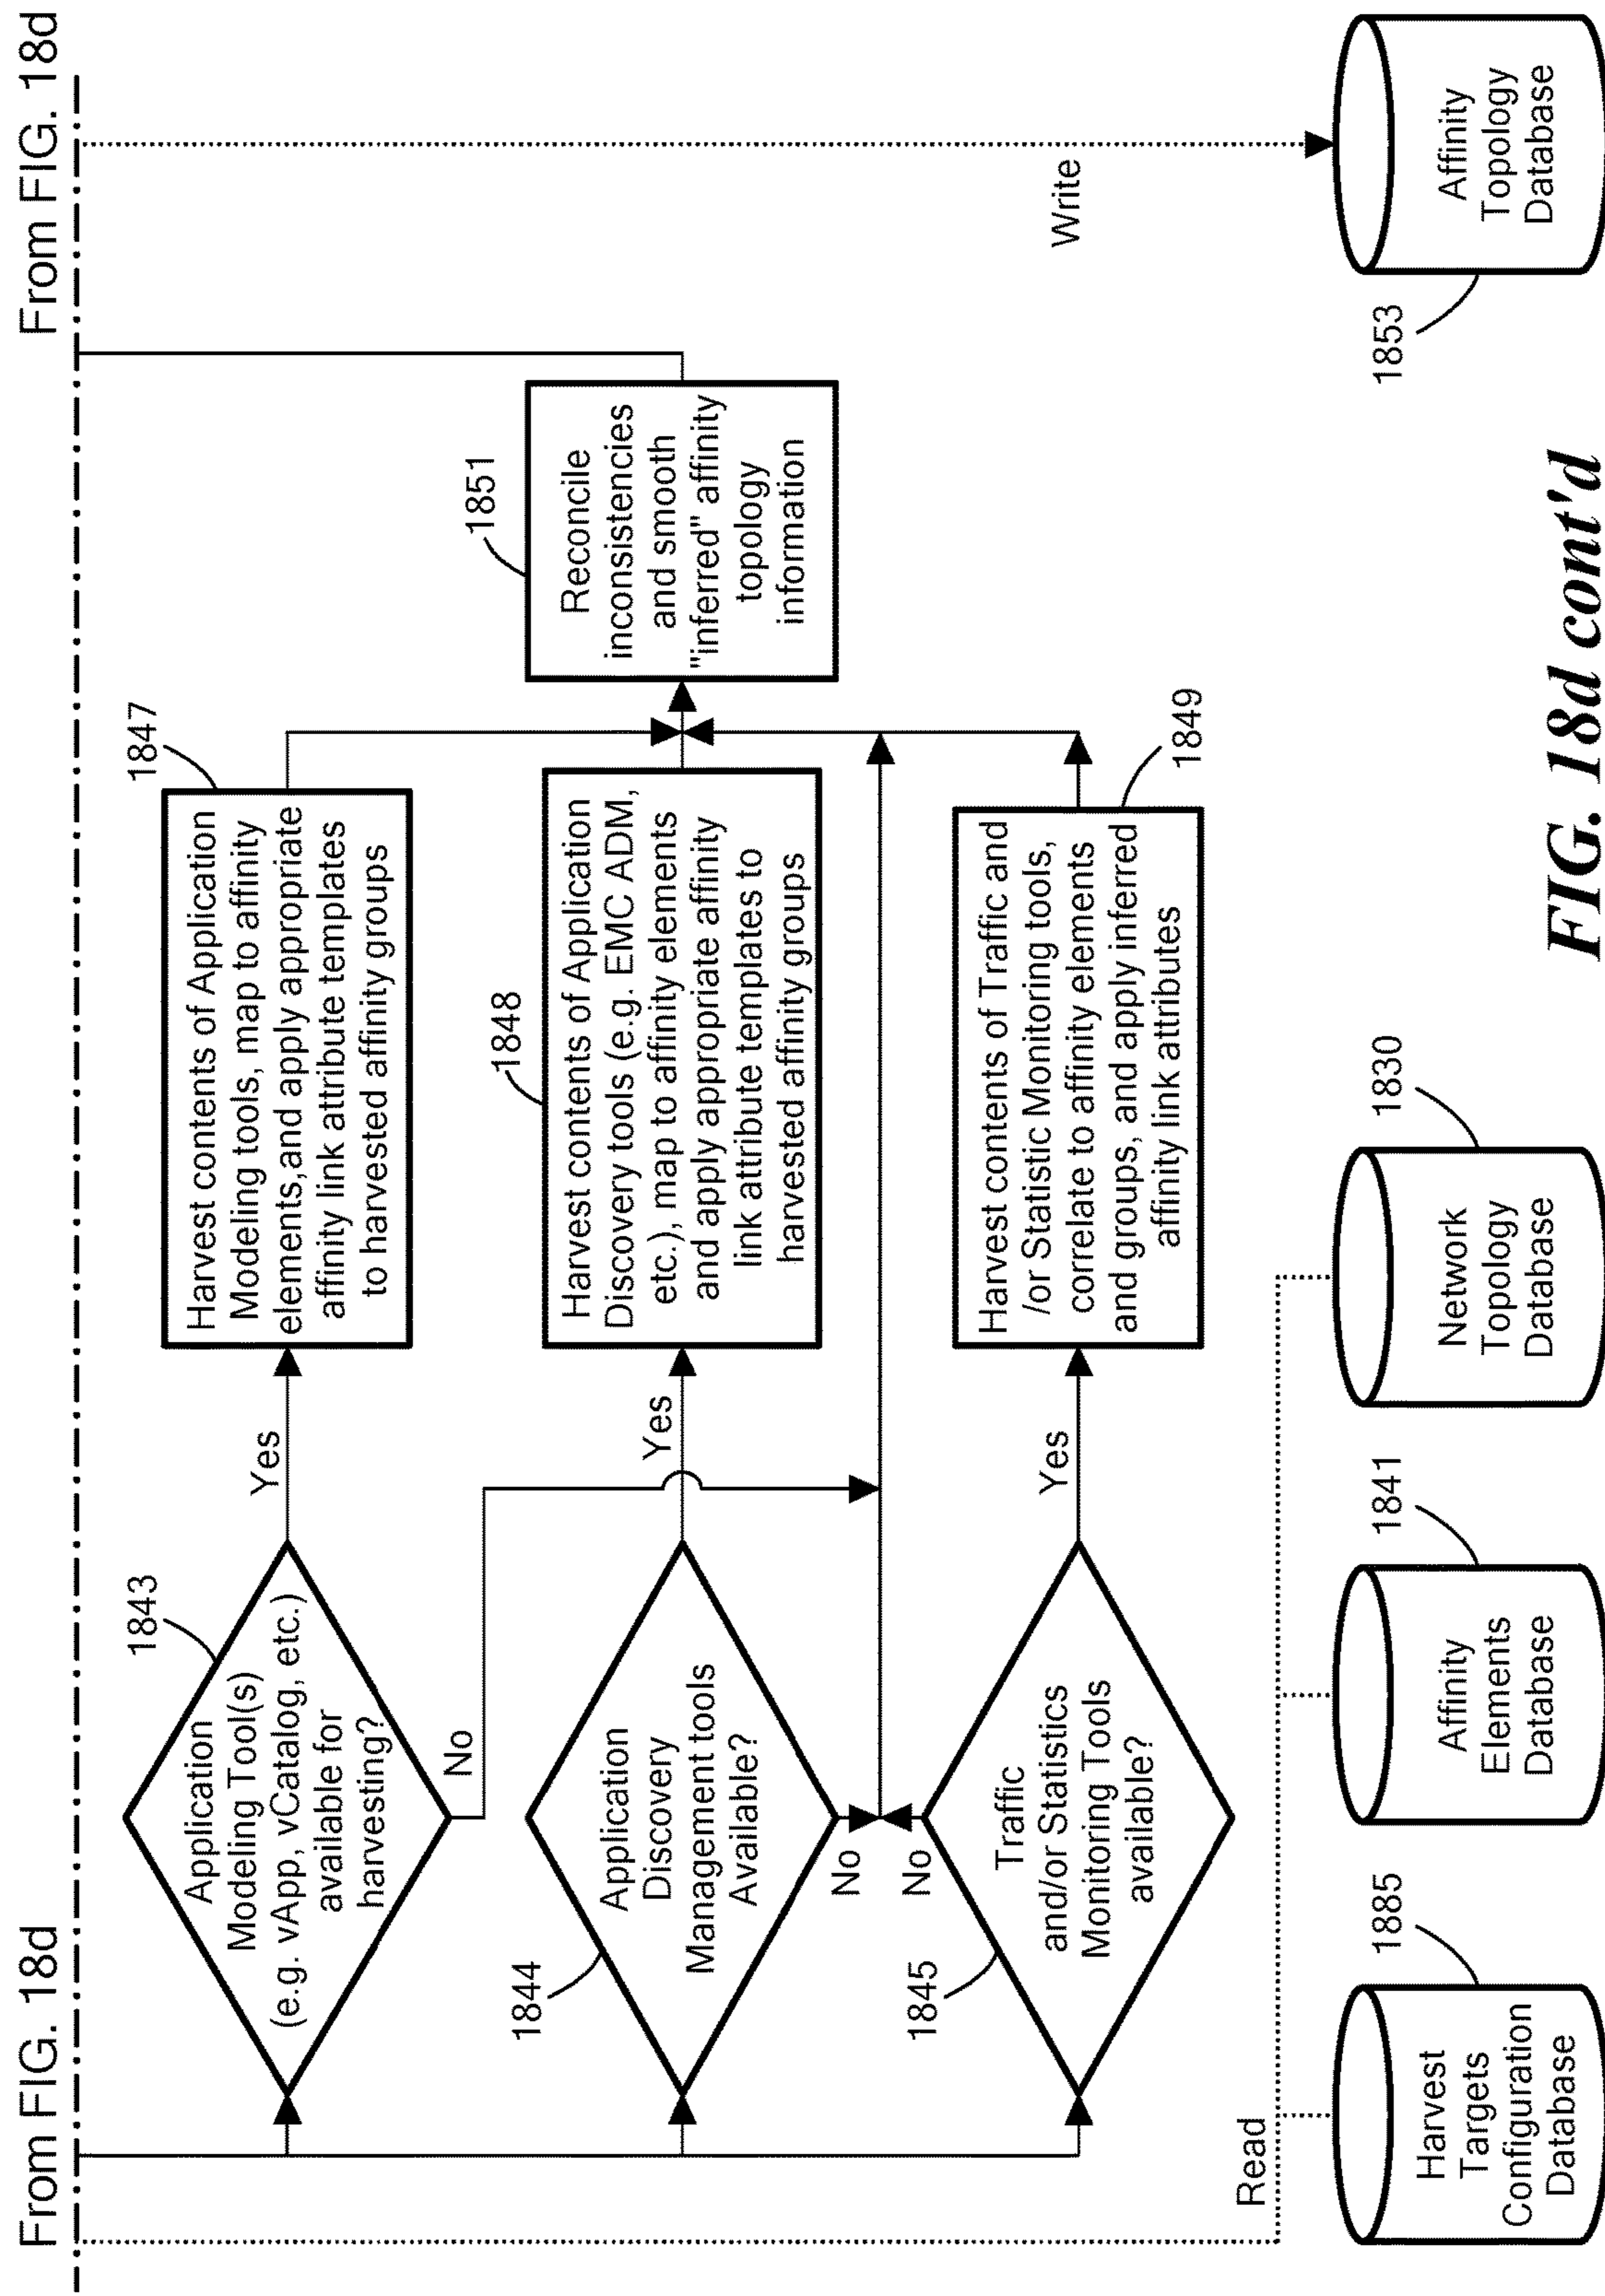 From FIG. 18d
From FIG. 18d
1843
Application
Modeling Tool(s)
(e.g. vApp, vCatalog, etc.)
available for
harvesting?
Yes
No
1847
Harvest contents of Application
Modeling tools, map to affinity
elements,and apply appropriate
affinity link attribute templates
to harvested affinity groups
1844
Application
Discovery
Management tools
Available?
Yes
No
1848
Harvest contents of Application
Discovery tools (e.g. EMC ADM,
etc.), map to affinity elements
and apply appropriate affinity
link attribute templates to
harvested affinity groups
1851
Reconcile
inconsistencies
and smooth
"inferred" affinity
topology
information
1845
No
Traffic
and/or Statistics
Monitoring Tools
available?
Yes
1849
Harvest contents of Traffic and
/or Statistic Monitoring tools,
correlate to affinity elements
and groups, and apply inferred
affinity link attributes
Read
Write
1885
Harvest
Targets
Configuration
Database
1841
Affinity
Elements
Database
1830
Network
Topology
Database
1853
Affinity
Topology
Database
FIG. 18d cont'd